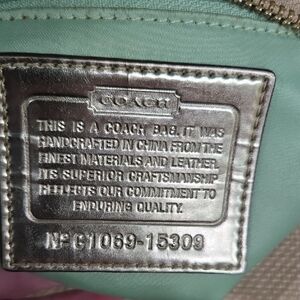 COACH
THIS IS A COACH BAG. IT WAS
HANDCRAFTED IN CHINA FROM THE
FINEST MATERIALS AND LEATHER.
ITS SUPERIOR CRAFTSMANSHIP
REFLECTS OUR COMMITMENT TO
ENDURING QUALITY.
Nº G1069-15309